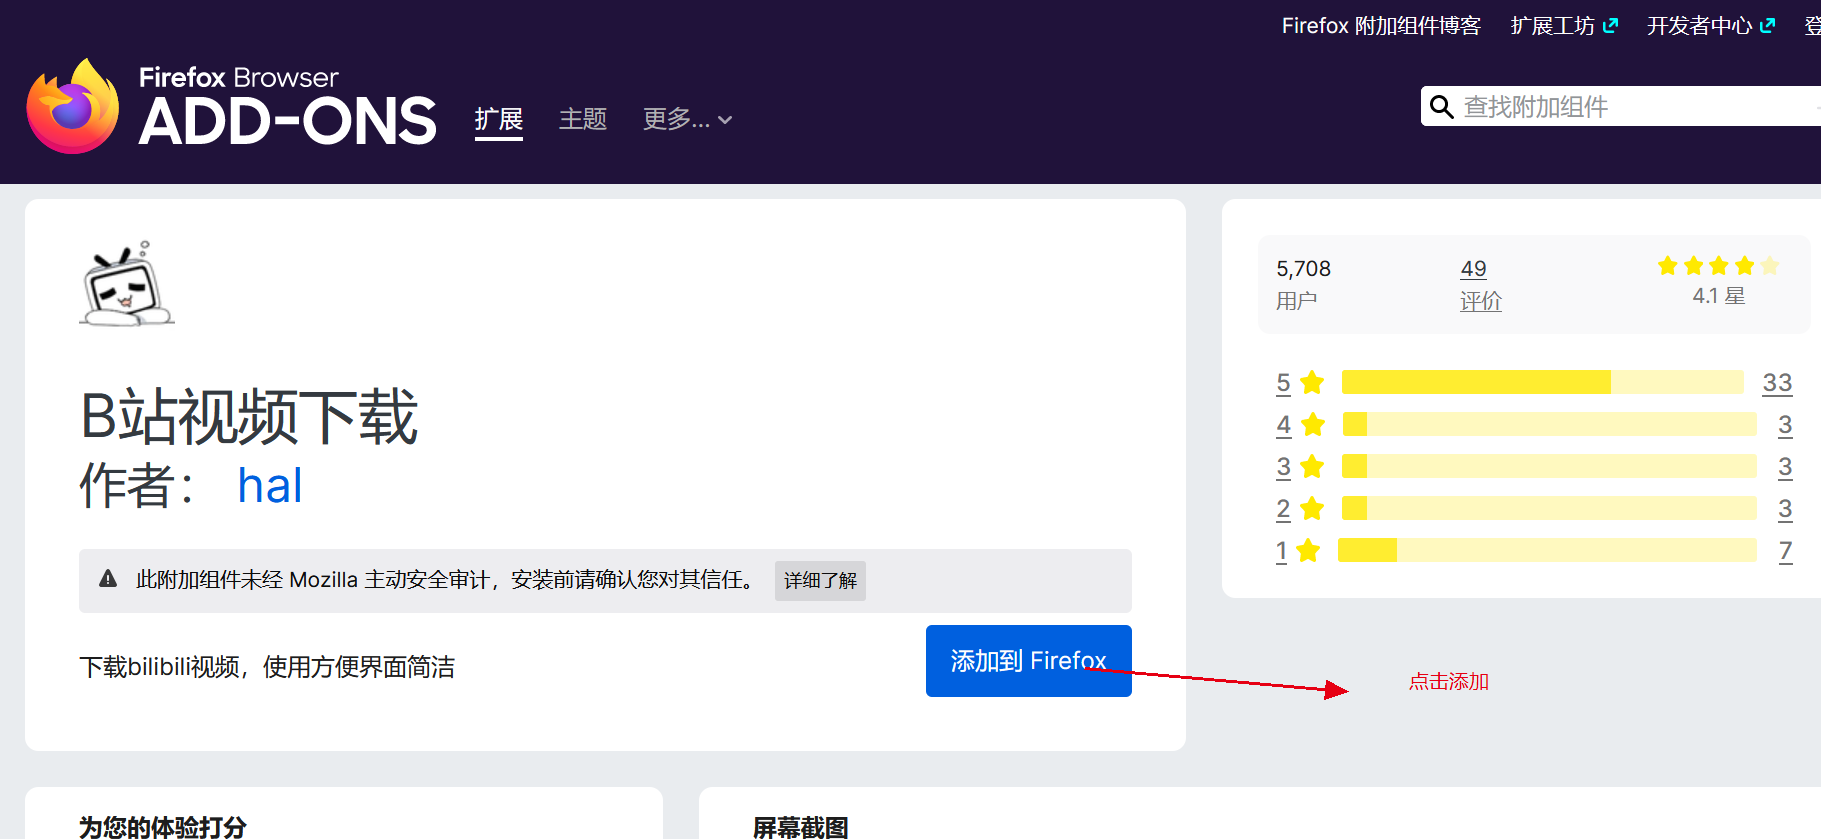 Firefox 附加组件博客 扩展工坊 开发者中心 登
Firefox Browser
ADD-ONS
扩展 主题 更多...
查找附加组件
B站视频下载
作者： hal
此附加组件未经 Mozilla 主动安全审计，安装前请确认您对其信任。 详细了解
下载bilibili视频，使用方便界面简洁
添加到 Firefox
点击添加
5,708
用户
49
评价
4.1 星
5 33
4 3
3 3
2 3
1 7
为您的体验打分
屏幕截图